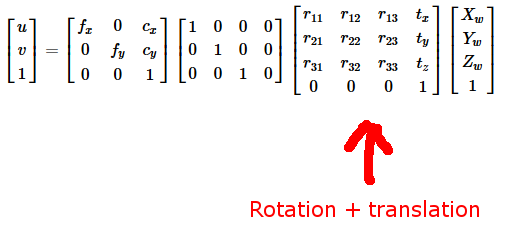 [u v 1]ᵀ = [f_x 0 c_x; 0 f_y c_y; 0 0 1] [1 0 0 0; 0 1 0 0; 0 0 1 0] [r_11 r_12 r_13 t_x; r_21 r_22 r_23 t_y; r_31 r_32 r_33 t_z; 0 0 0 1] [X_w; Y_w; Z_w; 1]
Rotation + translation